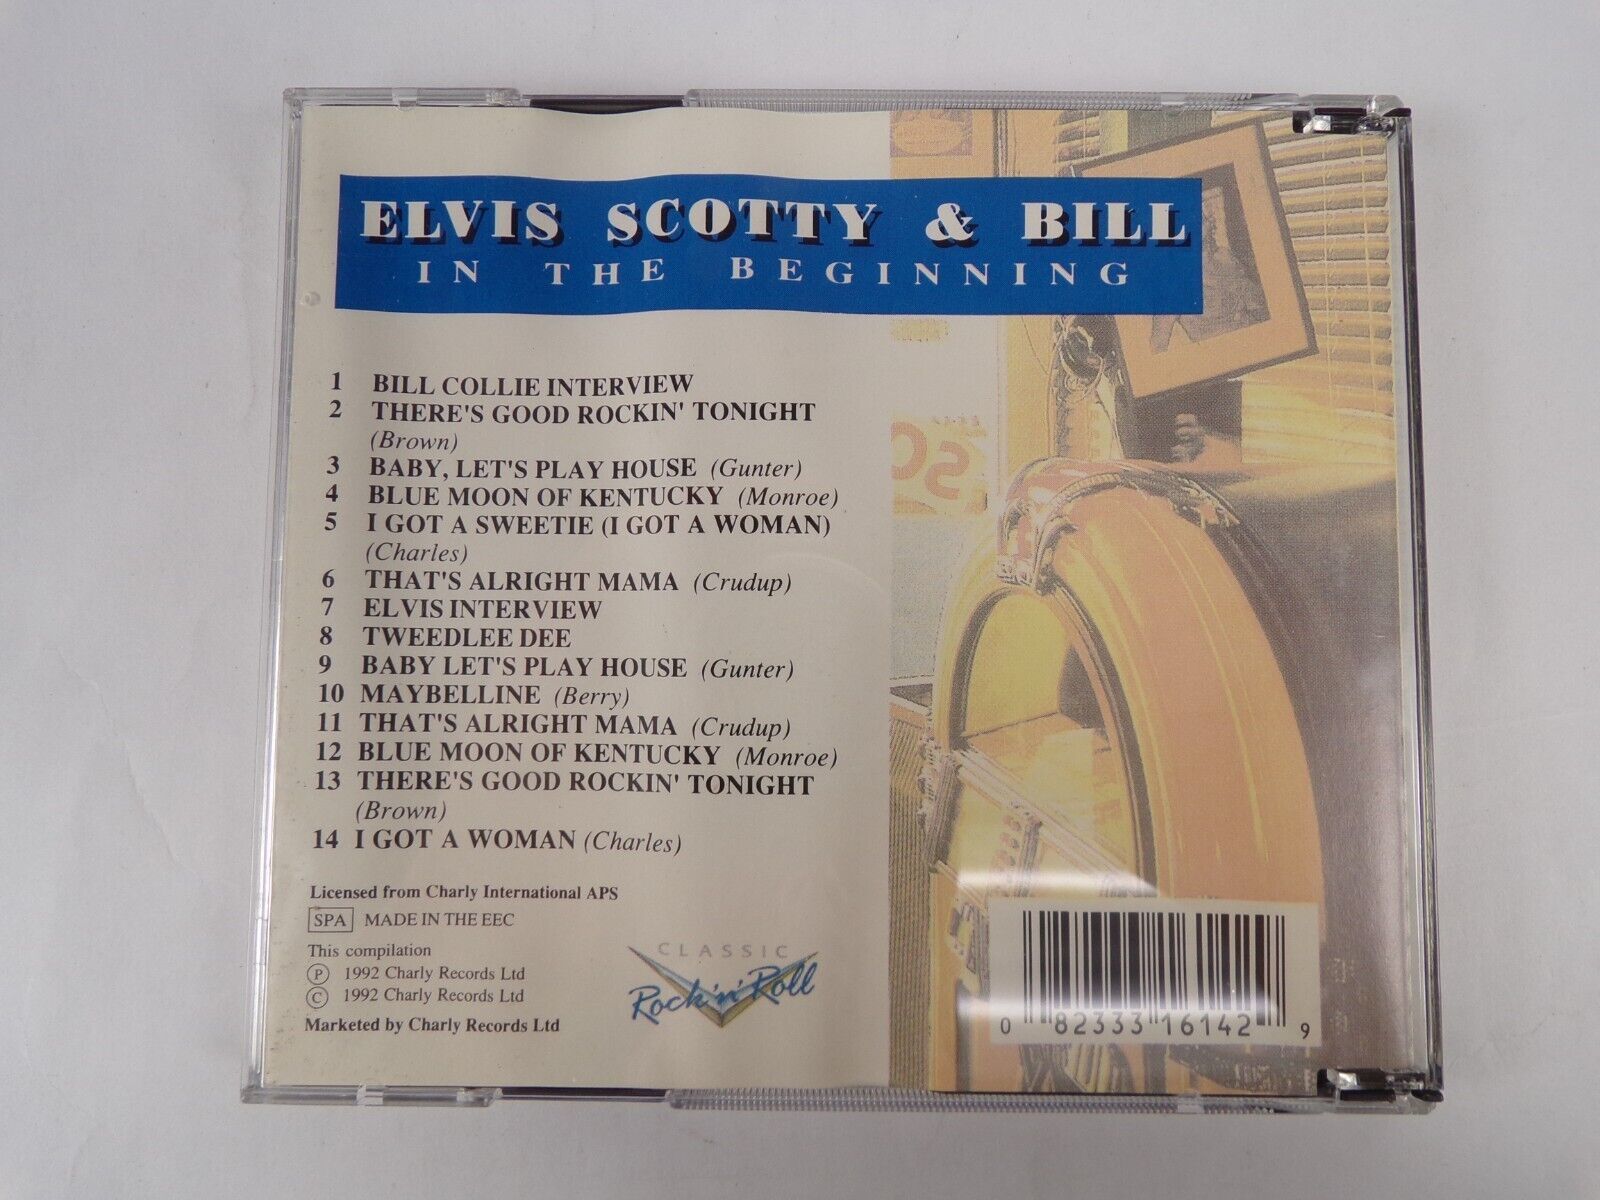 ELVIS SCOTTY & BILL
IN THE BEGINNING
1 BILL COLLIE INTERVIEW
2 THERE'S GOOD ROCKIN' TONIGHT
(Brown)
3 BABY, LET'S PLAY HOUSE (Gunter)
4 BLUE MOON OF KENTUCKY (Monroe)
5 I GOT A SWEETIE (I GOT A WOMAN)
(Charles)
6 THAT'S ALRIGHT MAMA (Crudup)
7 ELVIS INTERVIEW
8 TWEEDLEE DEE
9 BABY LET'S PLAY HOUSE (Gunter)
10 MAYBELLINE (Berry)
11 THAT'S ALRIGHT MAMA (Crudup)
12 BLUE MOON OF KENTUCKY (Monroe)
13 THERE'S GOOD ROCKIN' TONIGHT
(Brown)
14 I GOT A WOMAN (Charles)
Licensed from Charly International APS
SPA MADE IN THE EEC
This compilation
Ⓟ 1992 Charly Records Ltd
Ⓒ 1992 Charly Records Ltd
Marketed by Charly Records Ltd
CLASSIC
Rock 'n' Roll
0 82333 16142 9